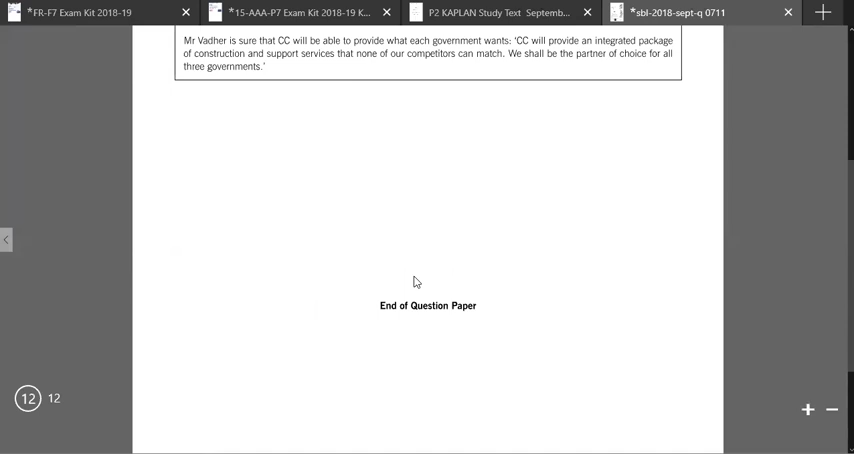 *FR-F7 Exam Kit 2018-19
*15-AAA-P7 Exam Kit 2018-19 K...
P2 KAPLAN Study Text Septemb...
*sbl-2018-sept-q 0711
Mr Vadher is sure that CC will be able to provide what each government wants: ‘CC will provide an integrated package
of construction and support services that none of our competitors can match. We shall be the partner of choice for all
three governments.’
End of Question Paper
12 12